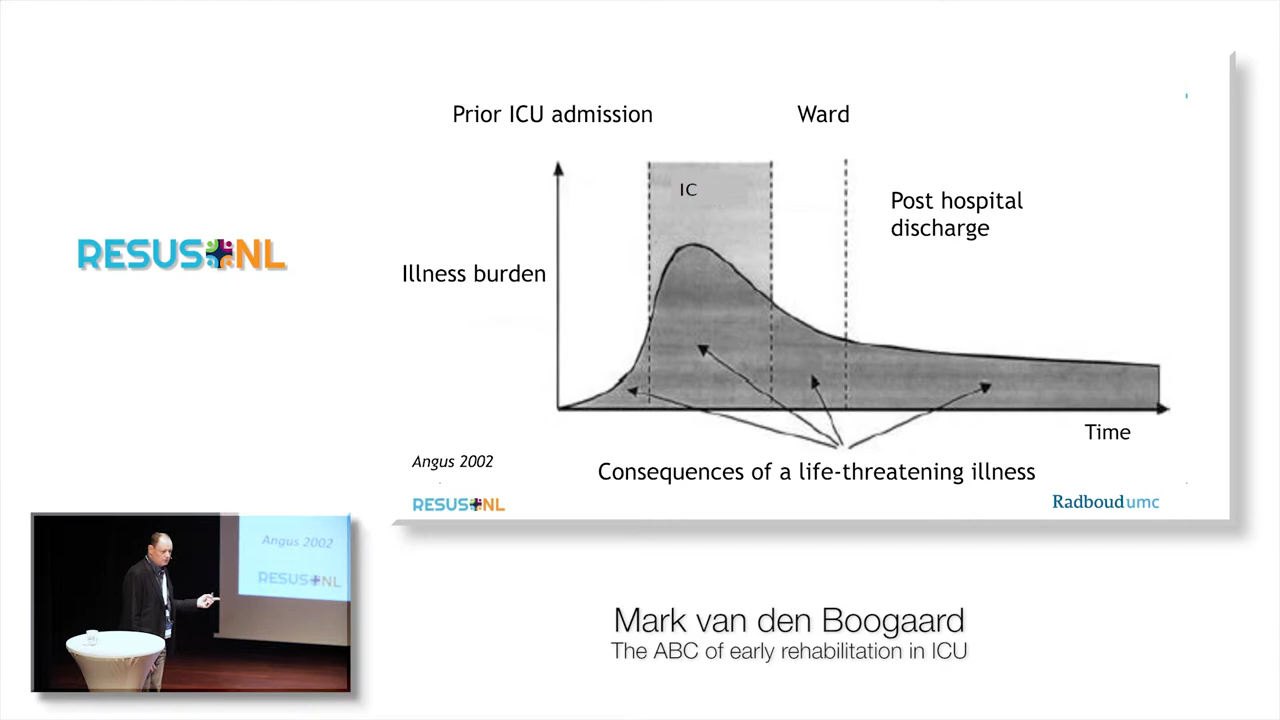 Prior ICU admission
Ward
IC
Post hospital
discharge
RESUS NL
Illness burden
Time
Angus 2002
Consequences of a life-threatening illness
RESUS NL
Radboudumc
Angus 2002
RESUS NL
Mark van den Boogaard
The ABC of early rehabilitation in ICU